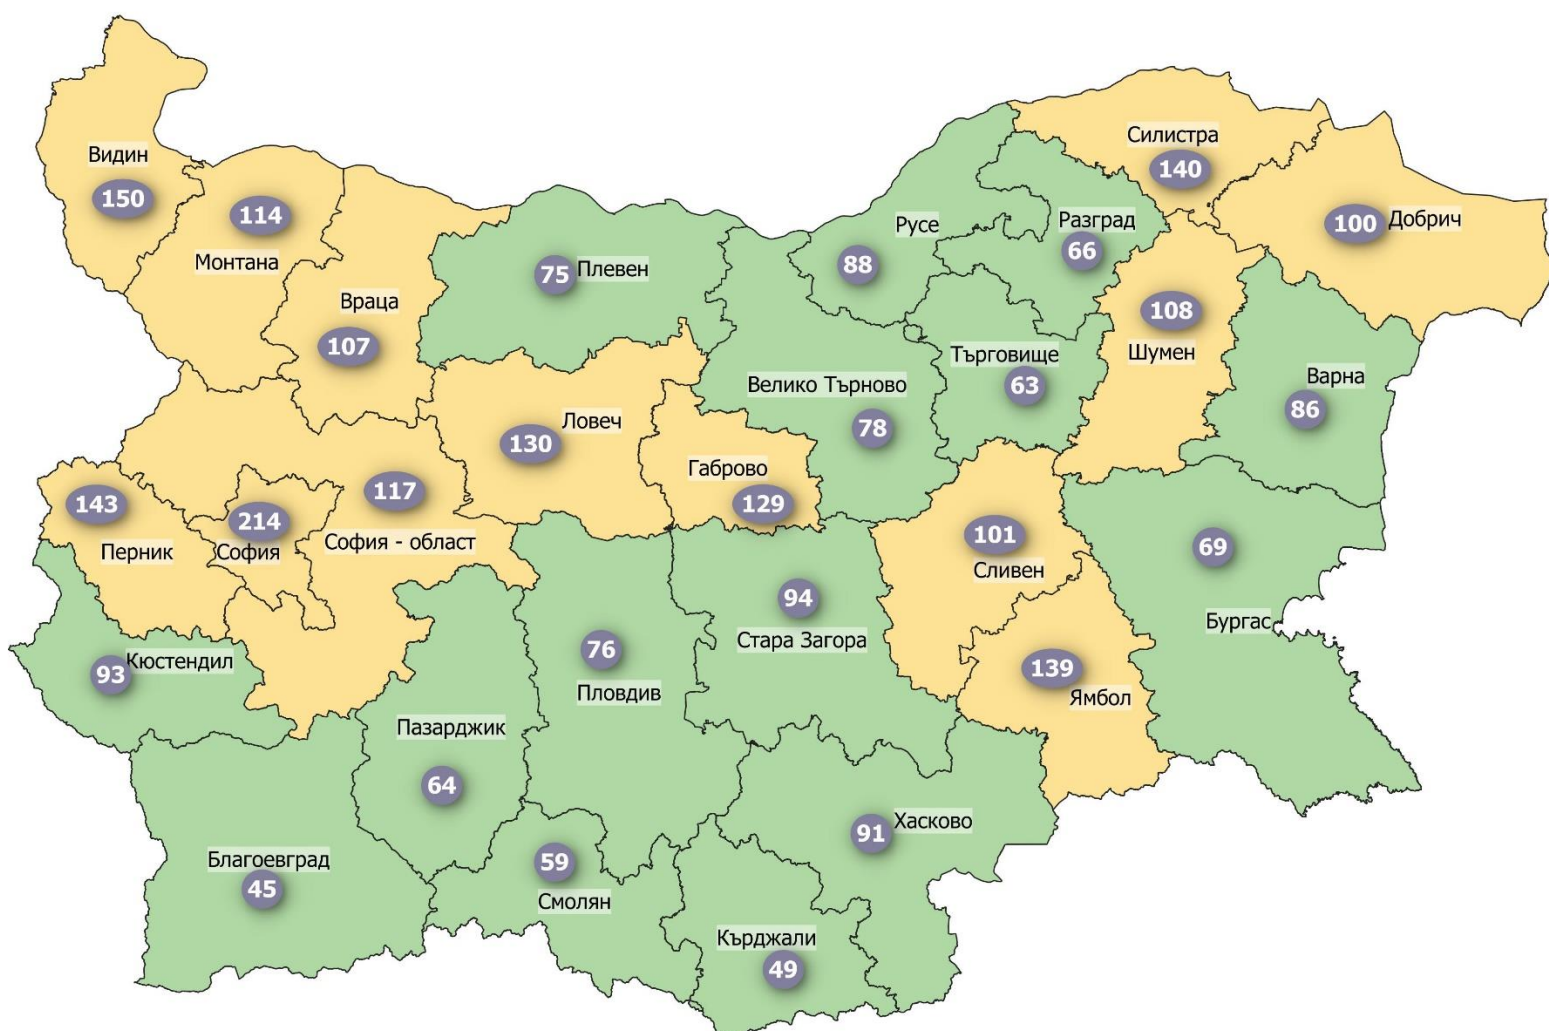 Видин
150
114
Монтана
Враца
107
75 Плевен
Русе
88
Разград
66
Силистра
140
100 Добрич
108
Шумен
Варна
86
Търговище
63
Велико Търново
78
Ловеч
130
Габрово
129
143
Перник
214
София
117
София - област
101
Сливен
69
Бургас
94
Стара Загора
139
Ямбол
93 Кюстендил
76
Пловдив
Пазарджик
64
Благоевград
45
59
Смолян
91 Хасково
Кърджали
49